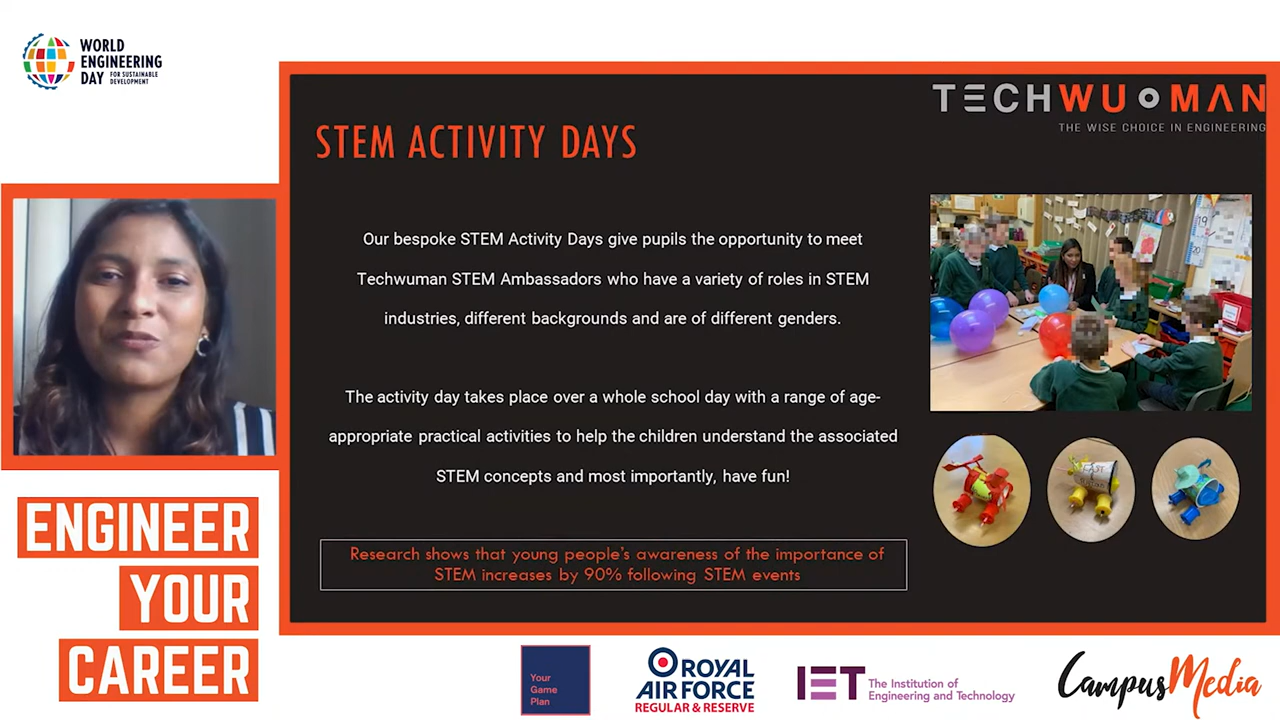 WORLD
ENGINEERING
DAY FOR SUSTAINABLE
DEVELOPMENT
TECHWUMAN
THE WISE CHOICE IN ENGINEERING
STEM ACTIVITY DAYS
Our bespoke STEM Activity Days give pupils the opportunity to meet
Techwuman STEM Ambassadors who have a variety of roles in STEM
industries, different backgrounds and are of different genders.
The activity day takes place over a whole school day with a range of age-
appropriate practical activities to help the children understand the associated
STEM concepts and most importantly, have fun!
Research shows that young people's awareness of the importance of
STEM increases by 90% following STEM events
19
ENGINEER
YOUR
CAREER
Your
Game
Plan
ROYAL
AIR FORCE
REGULAR & RESERVE
IET The Institution of
Engineering and Technology
CampusMedia